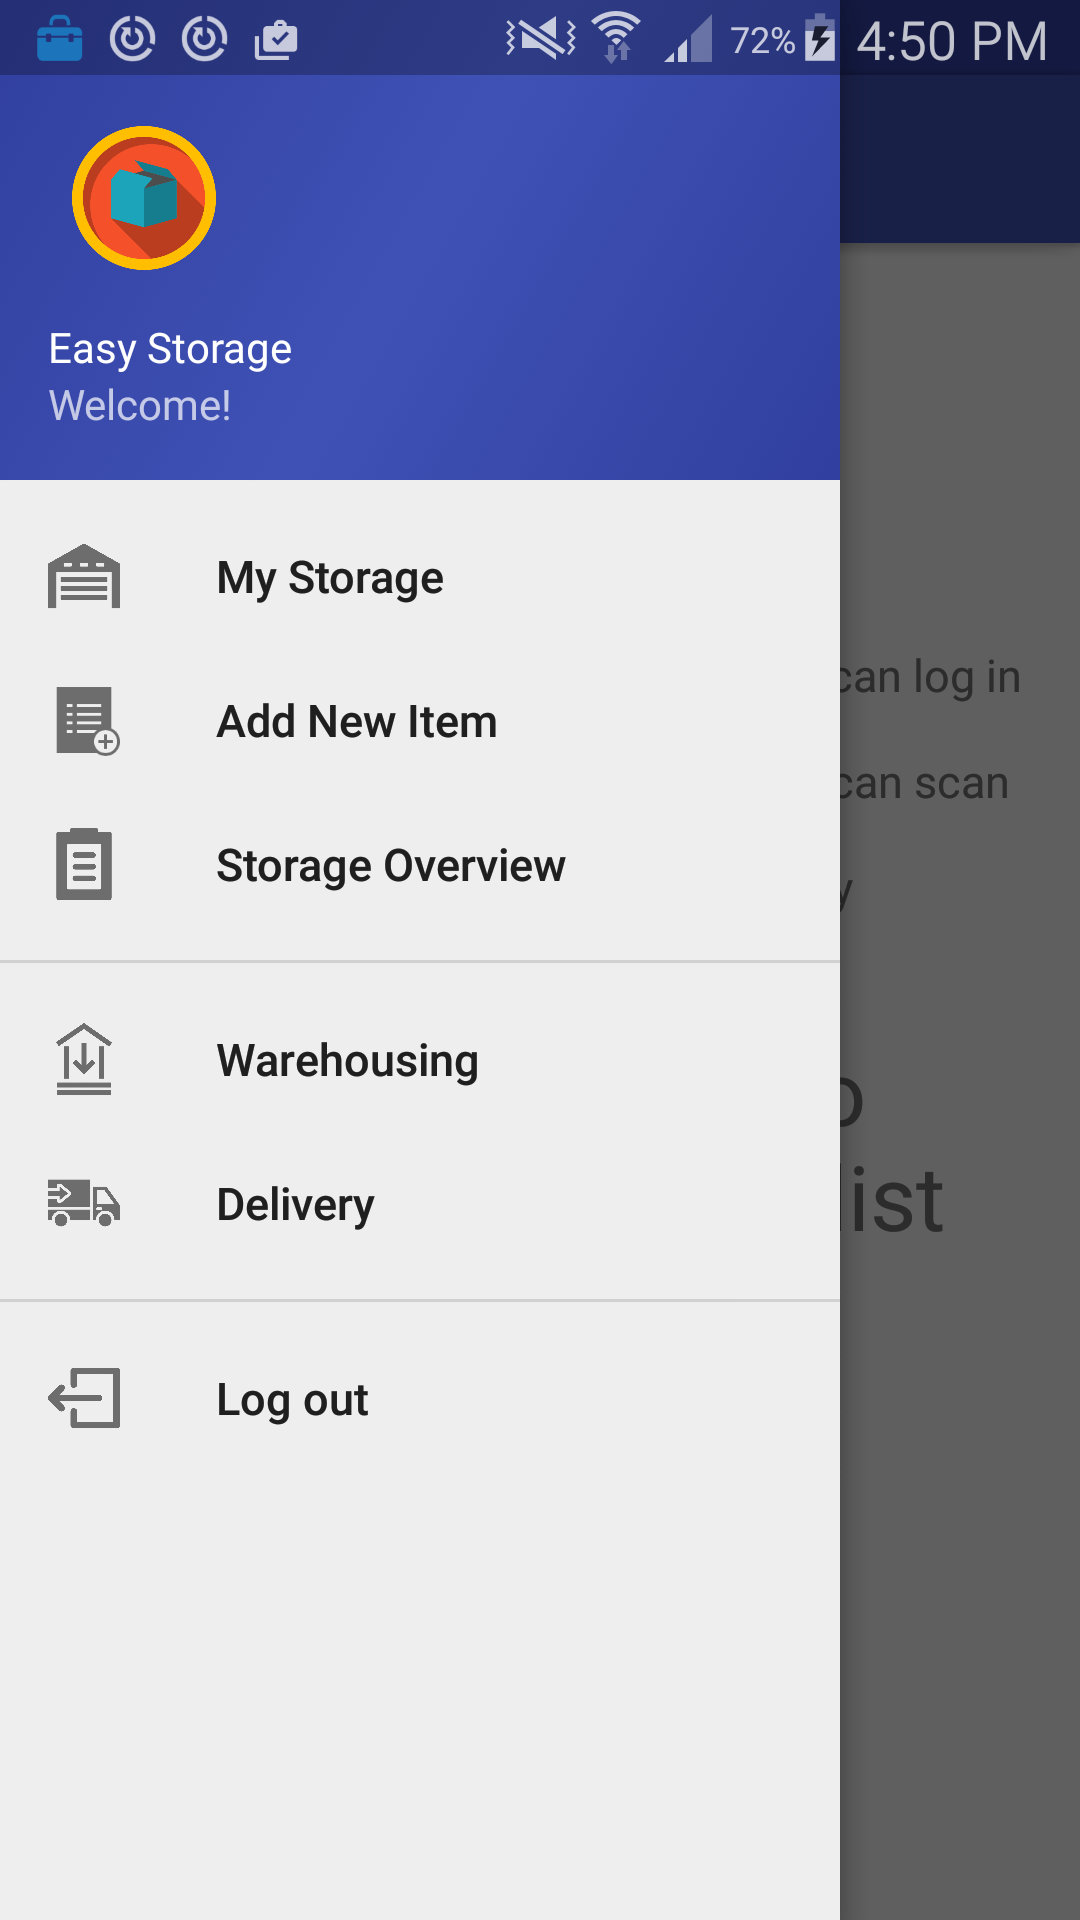 72% 4:50 PM
Easy Storage
Welcome!
My Storage
can log in
Add New Item
can scan
Storage Overview
Warehousing
list
Delivery
Log out